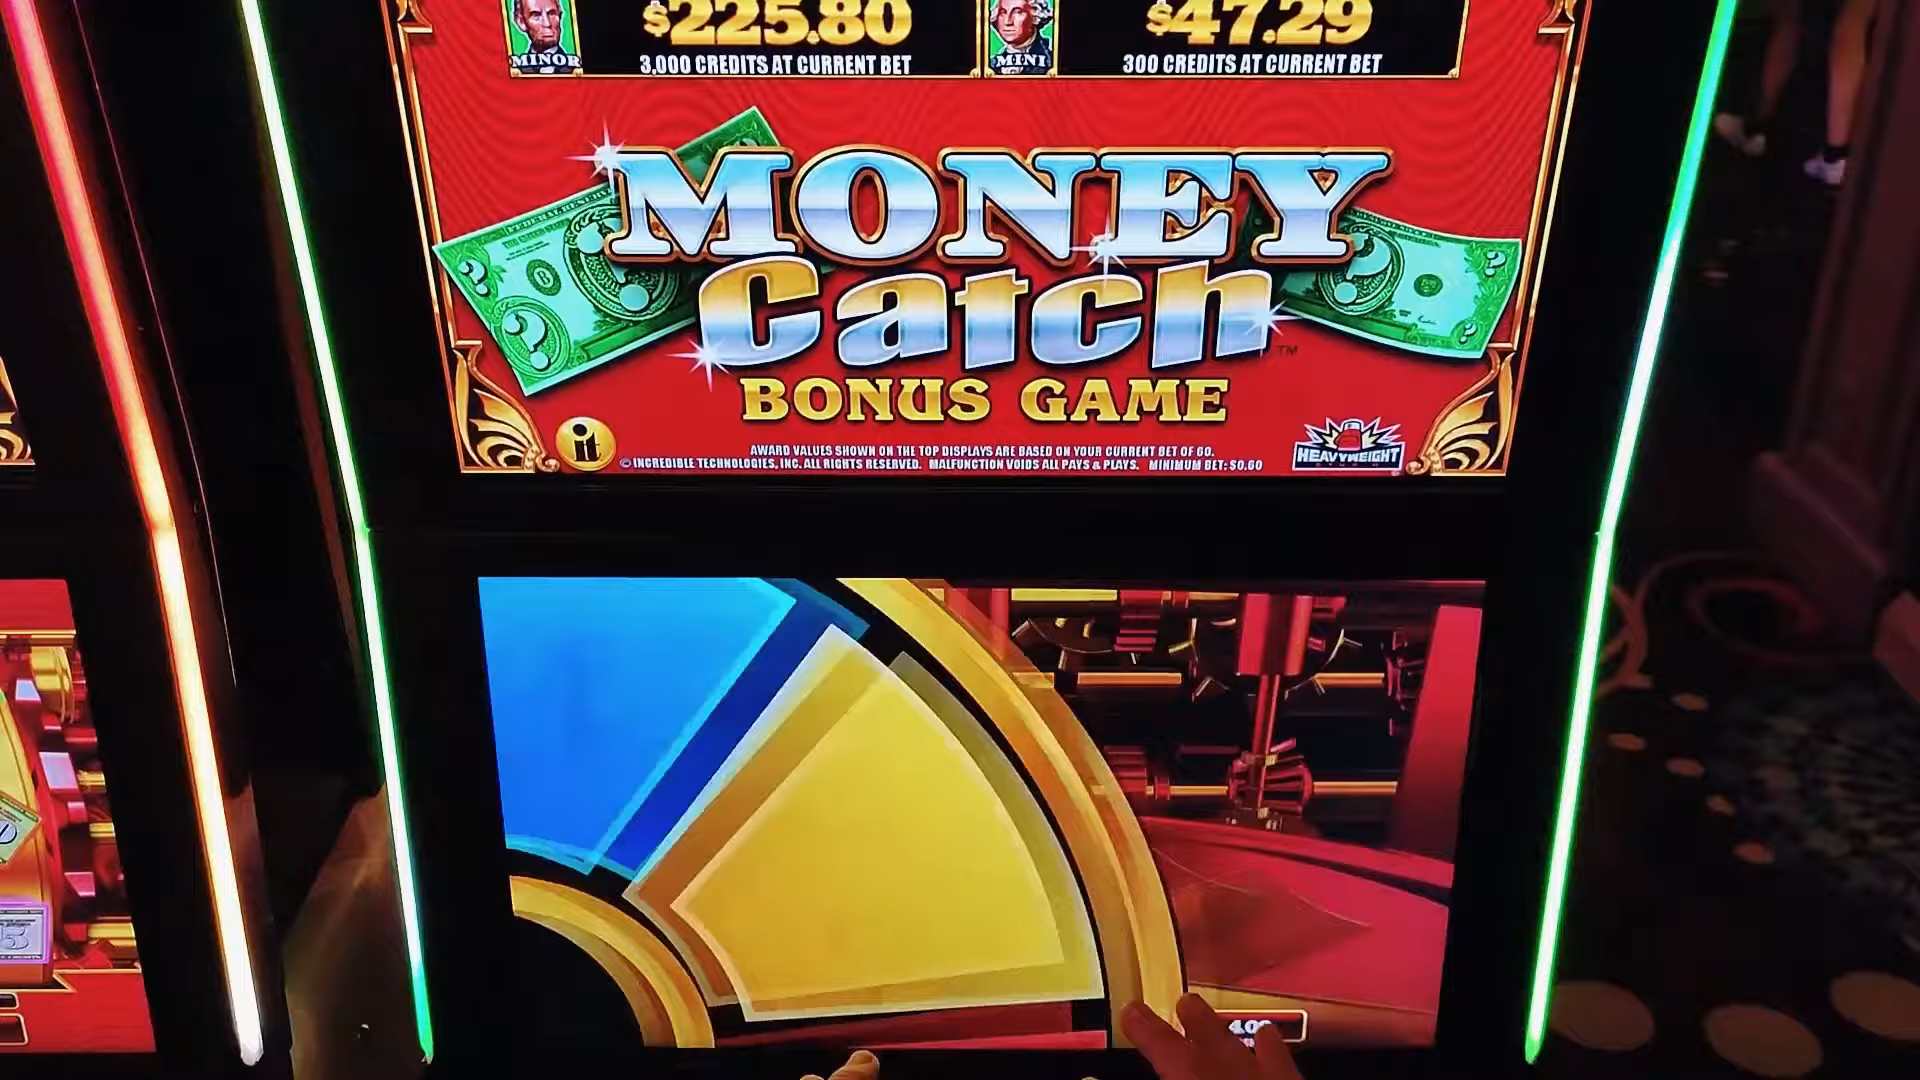 $225.80
$47.29
MINOR
3,000 CREDITS AT CURRENT BET
MINI
300 CREDITS AT CURRENT BET
MONEY
Catch™
BONUS GAME
it
AWARD VALUES SHOWN ON THE TOP DISPLAYS ARE BASED ON YOUR CURRENT BET OF 60.
© INCREDIBLE TECHNOLOGIES, INC. ALL RIGHTS RESERVED. MALFUNCTION VOIDS ALL PAYS & PLAYS. MINIMUM BET: $0.60
HEAVYWEIGHT